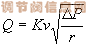 调节阀信息网
Q = Kv√(ΔP/r)